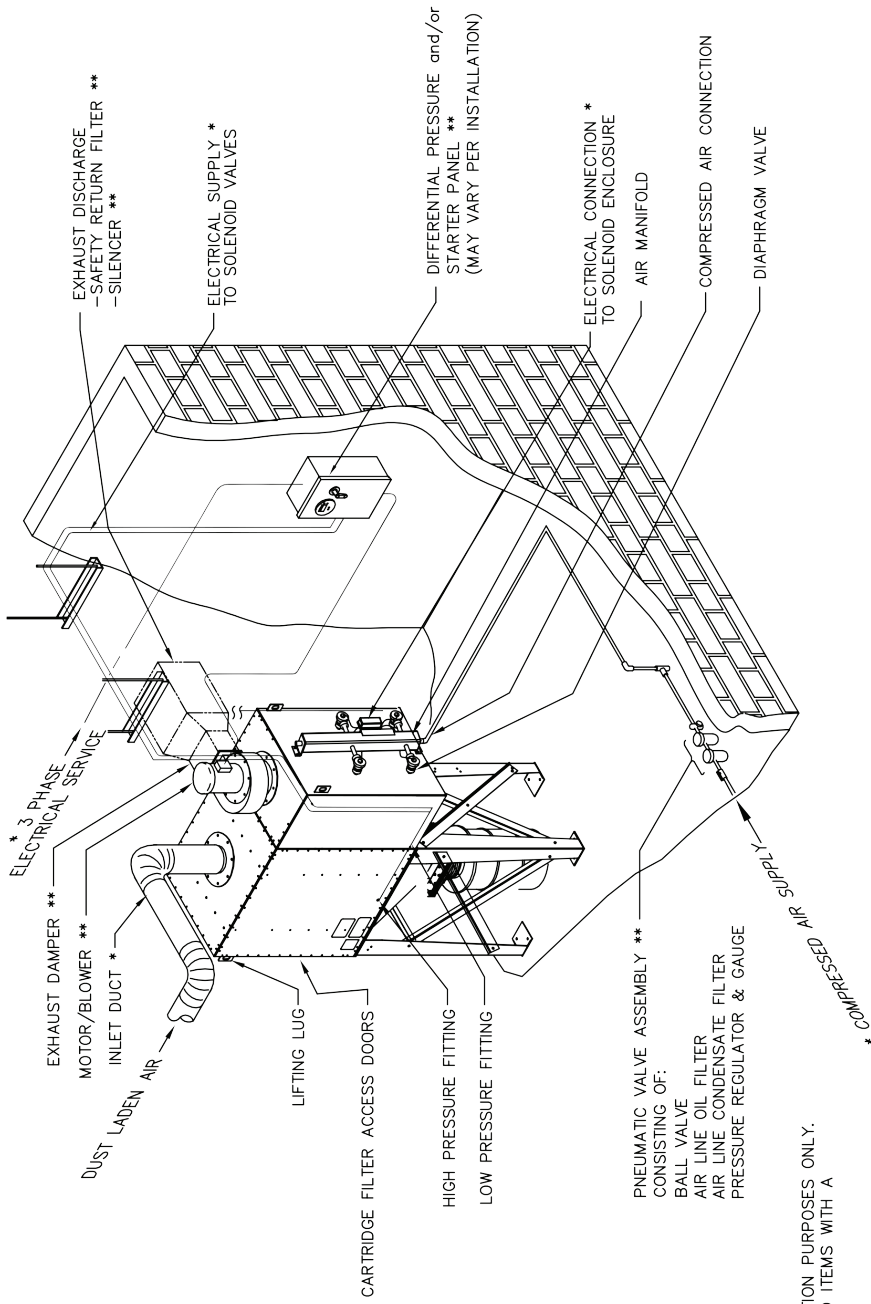 EXHAUST DISCHARGE
-SAFETY RETURN FILTER **
-SILENCER **
ELECTRICAL SUPPLY *
TO SOLENOID VALVES
DIFFERENTIAL PRESSURE and/or
STARTER PANEL **
(MAY VARY PER INSTALLATION)
ELECTRICAL CONNECTION *
TO SOLENOID ENCLOSURE
AIR MANIFOLD
COMPRESSED AIR CONNECTION
DIAPHRAGM VALVE
* 3 PHASE
ELECTRICAL SERVICE
EXHAUST DAMPER **
MOTOR/BLOWER **
INLET DUCT *
DUST LADEN AIR
LIFTING LUG
CARTRIDGE FILTER ACCESS DOORS
HIGH PRESSURE FITTING
LOW PRESSURE FITTING
PNEUMATIC VALVE ASSEMBLY **
CONSISTING OF:
BALL VALVE
AIR LINE OIL FILTER
AIR LINE CONDENSATE FILTER
PRESSURE REGULATOR & GAUGE
* COMPRESSED AIR SUPPLY
PURPOSES ONLY.
ITEMS WITH A